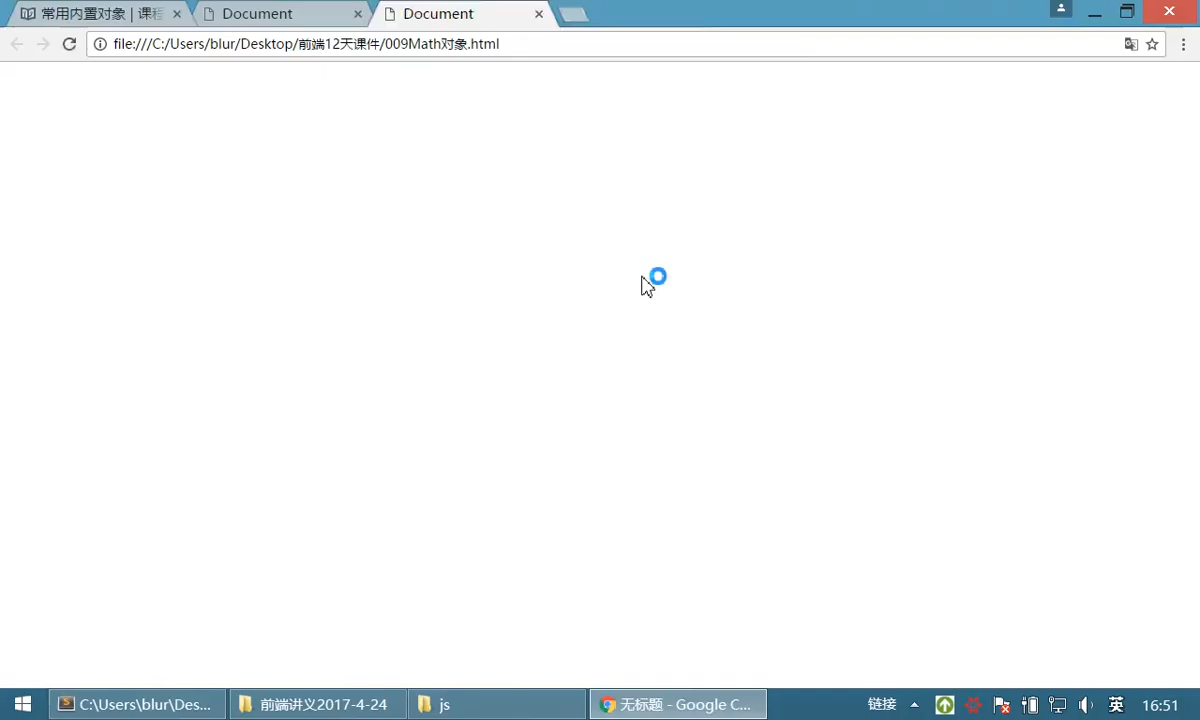 常用内置对象 | 课程
Document
Document
file:///C:/Users/blur/Desktop/前端12天课件/009Math对象.html
C:\Users\blur\Des...
前端讲义2017-4-24
js
无标题 - Google C...
链接
英
16:51